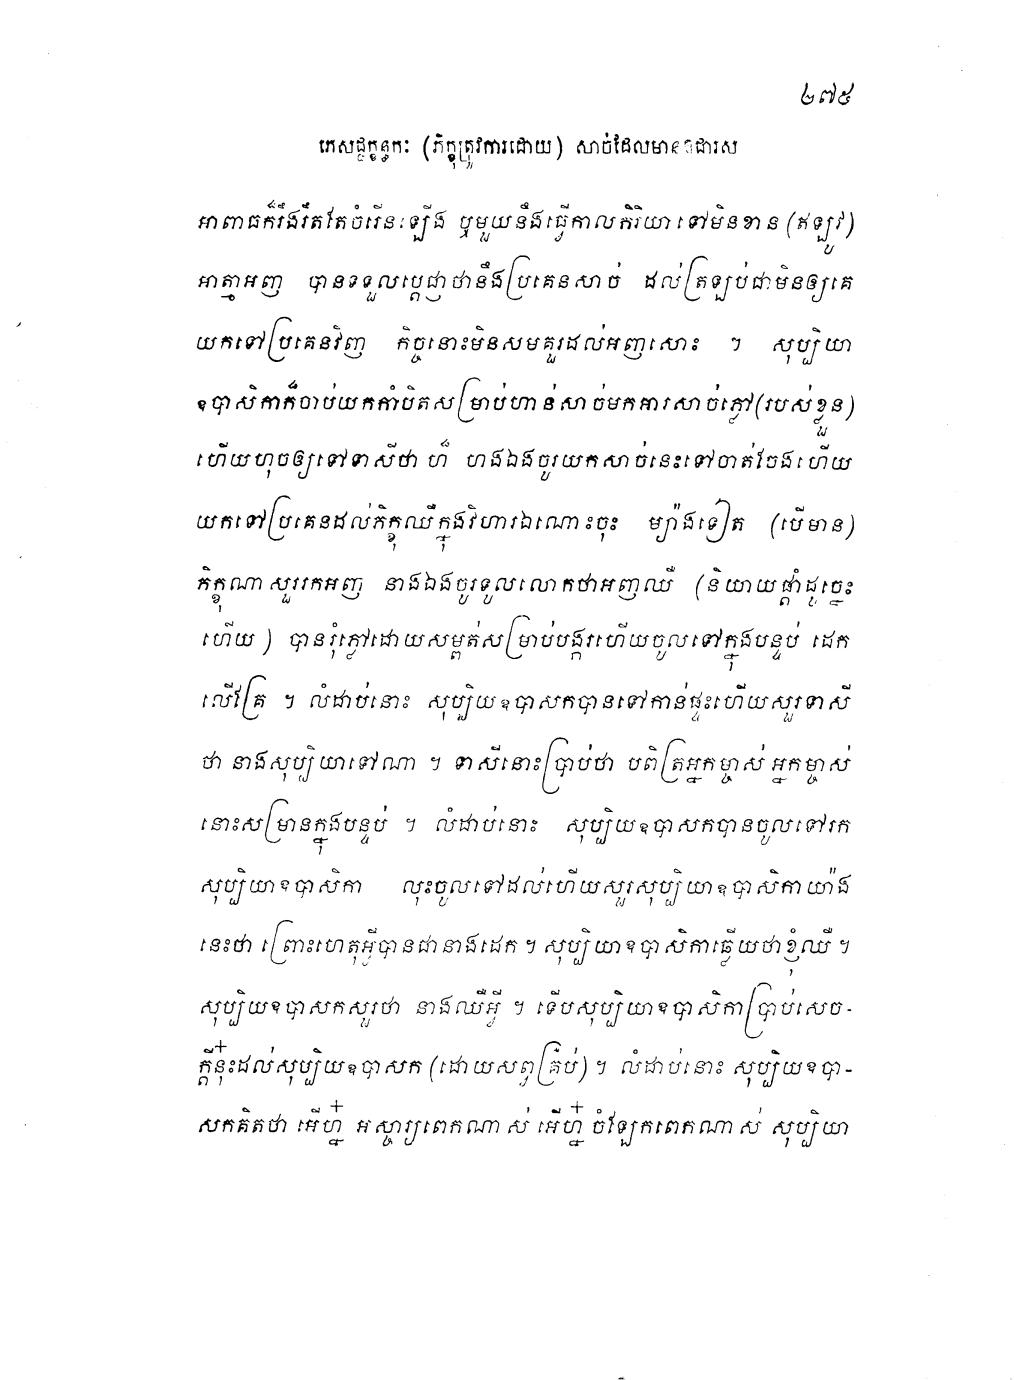 ២៧៥
ភេសជ្ជក្ខន្ធកៈ (ភិក្ខុត្រូវការដោយ) សាច់ដែលមានឱជារស
អាពាធក៏រឹងរឹតតែចំរើនឡើង ឬមួយនឹងធ្វើកាលកិរិយាទៅមិនខាន (ឥឡូវ)
អាត្មាអញ បានទទួលប្តេជ្ញាថានឹងប្រគេនសាច់ ដល់ត្រឡប់ជាមិនឲ្យគេ
យកទៅប្រគេនវិញ កិច្ចនោះមិនសមគួរដល់អញសោះ ។ សុប្បិយា
ឧបាសិកាក៏ចាប់យកកាំបិតសម្រាប់ហាន់សាច់មកការសាច់ភ្លៅ (របស់ខ្លួន)
ហើយហុចឲ្យទៅទាសីថា ហ៏ ហងឯងចូរយកសាច់នេះទៅចាត់ចែងហើយ
យកទៅប្រគេនដល់ភិក្ខុឈឺក្នុងវិហារឯណោះចុះ ម្យ៉ាងទៀត (បើមាន)
ភិក្ខុណាសួររកអញ នាងឯងចូរទូលលោកថាអញឈឺ (និយាយផ្តាំដូច្នេះ
ហើយ ) បានរុំភ្លៅដោយសម្ពត់សម្រាប់បង្គរហើយចូលទៅក្នុងបន្ទប់ ដេក
លើគ្រែ ។ លំដាប់នោះ សុប្បិយឧបាសកបានទៅកាន់ផ្ទះហើយសួរទាសី
ថា នាងសុប្បិយាទៅណា ។ ទាសីនោះប្រាប់ថា បពិត្រអ្នកម្ចាស់ អ្នកម្ចាស់
នោះសម្រានក្នុងបន្ទប់ ។ លំដាប់នោះ សុប្បិយឧបាសកបានចូលទៅរក
សុប្បិយាឧបាសិកា លុះចូលទៅដល់ហើយសួរសុប្បិយាឧបាសិកាយ៉ាង
នេះថា ព្រោះហេតុអ្វីបានជានាងដេក ។ សុប្បិយាឧបាសិកាឆ្លើយថាខ្ញុំឈឺ ។
សុប្បិយឧបាសកសួរថា នាងឈឺអ្វី ។ ទើបសុប្បិយាឧបាសិកាប្រាប់សេច-
ក្តីនុ៎ះដល់សុប្បិយឧបាសក (ដោយសព្វគ្រប់) ។ លំដាប់នោះ សុប្បិយឧបា-
សកគិតថា អើហ្ន៎ អស្ចារ្យពេកណាស់ អើហ្ន៎ ចំឡែកពេកណាស់ សុប្បិយា